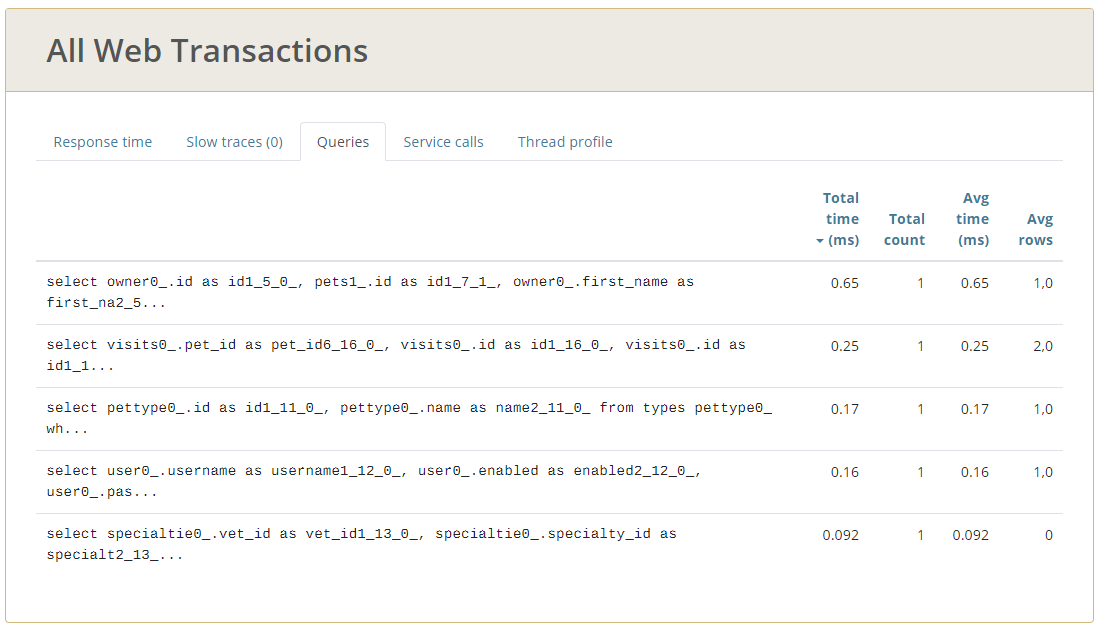 All Web Transactions
Response time Slow traces (0) Queries Service calls Thread profile
Total time (ms) Total count Avg time (ms) Avg rows
select owner0_.id as id1_5_0_, pets1_.id as id1_7_1_, owner0_.first_name as
first_na2_5... 0.65 1 0.65 1,0
select visits0_.pet_id as pet_id6_16_0_, visits0_.id as id1_16_0_, visits0_.id as
id1_1... 0.25 1 0.25 2,0
select pettype0_.id as id1_11_0_, pettype0_.name as name2_11_0_ from types pettype0_
wh... 0.17 1 0.17 1,0
select user0_.username as username1_12_0_, user0_.enabled as enabled2_12_0_,
user0_.pas... 0.16 1 0.16 1,0
select specialtie0_.vet_id as vet_id1_13_0_, specialtie0_.specialty_id as
specialt2_13_... 0.092 1 0.092 0